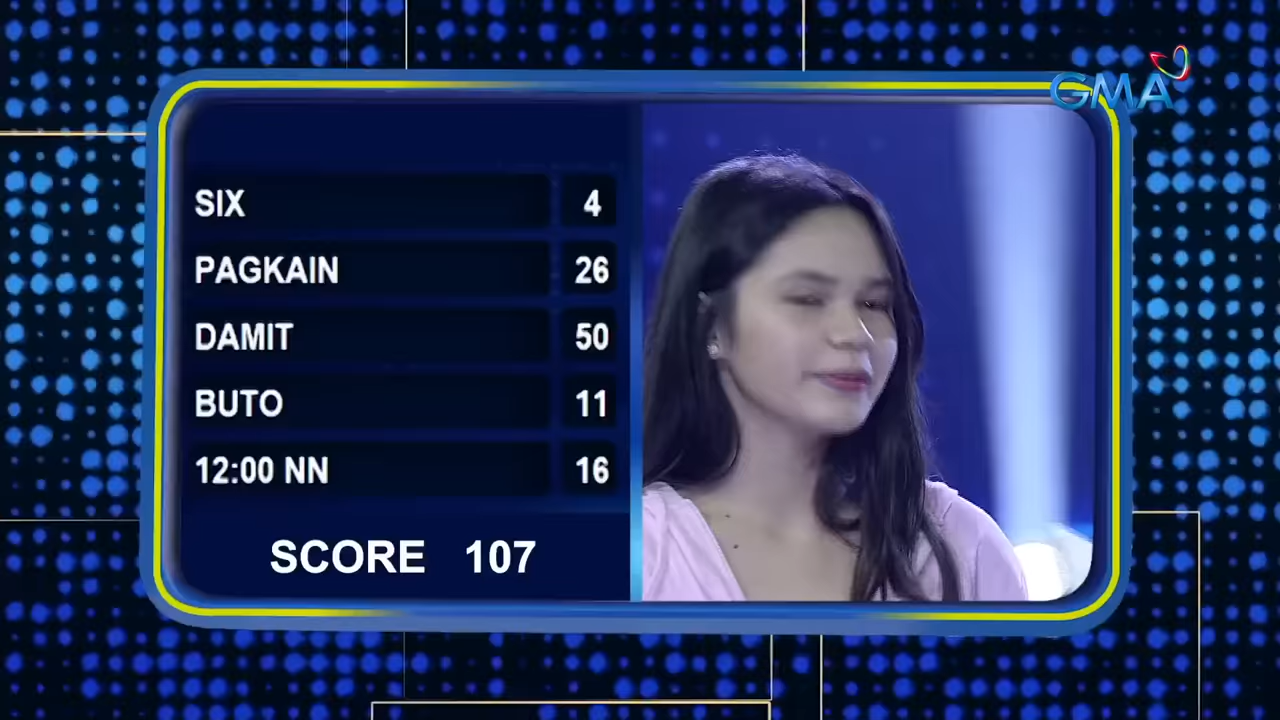 GMA
SIX 4
PAGKAIN 26
DAMIT 50
BUTO 11
12:00 NN 16
SCORE 107